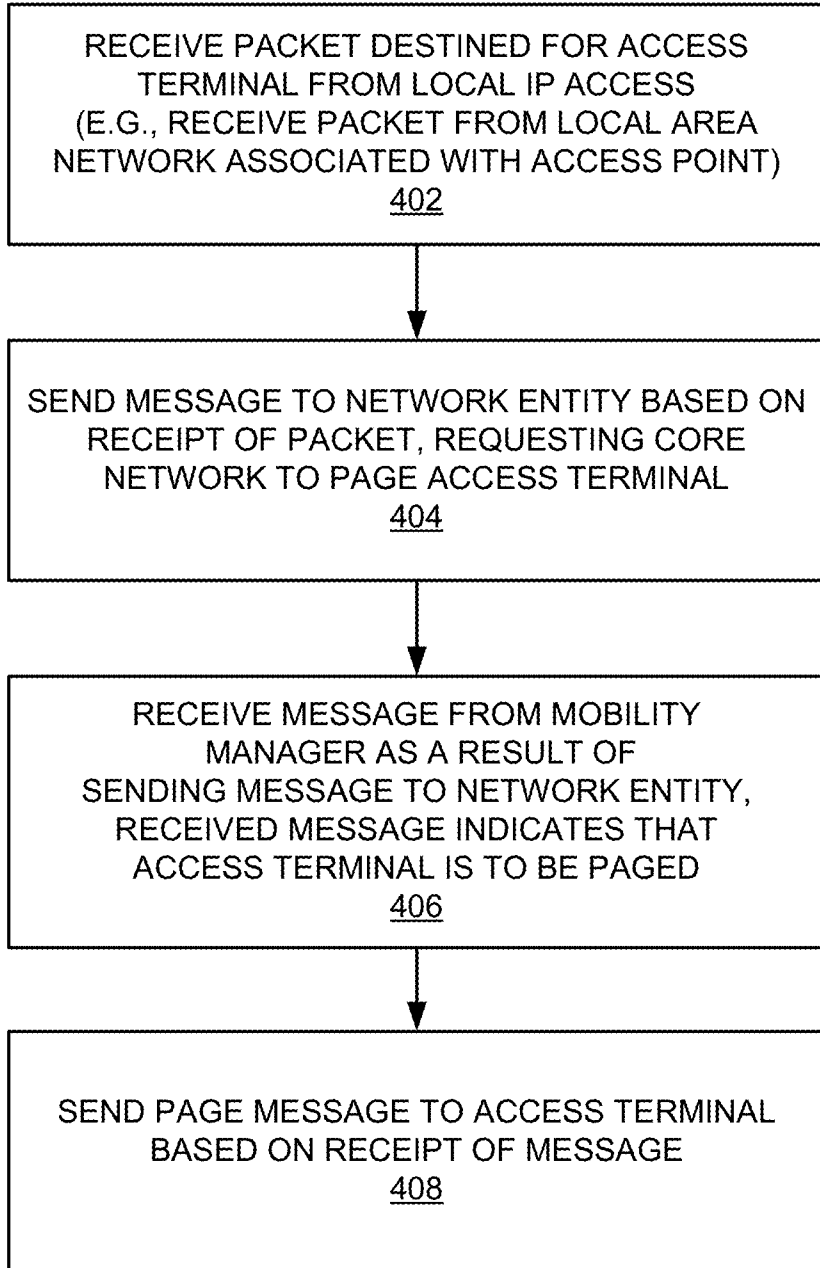 RECEIVE PACKET DESTINED FOR ACCESS
TERMINAL FROM LOCAL IP ACCESS
(E.G., RECEIVE PACKET FROM LOCAL AREA
NETWORK ASSOCIATED WITH ACCESS POINT)
402
SEND MESSAGE TO NETWORK ENTITY BASED ON
RECEIPT OF PACKET, REQUESTING CORE
NETWORK TO PAGE ACCESS TERMINAL
404
RECEIVE MESSAGE FROM MOBILITY
MANAGER AS A RESULT OF
SENDING MESSAGE TO NETWORK ENTITY,
RECEIVED MESSAGE INDICATES THAT
ACCESS TERMINAL IS TO BE PAGED
406
SEND PAGE MESSAGE TO ACCESS TERMINAL
BASED ON RECEIPT OF MESSAGE
408